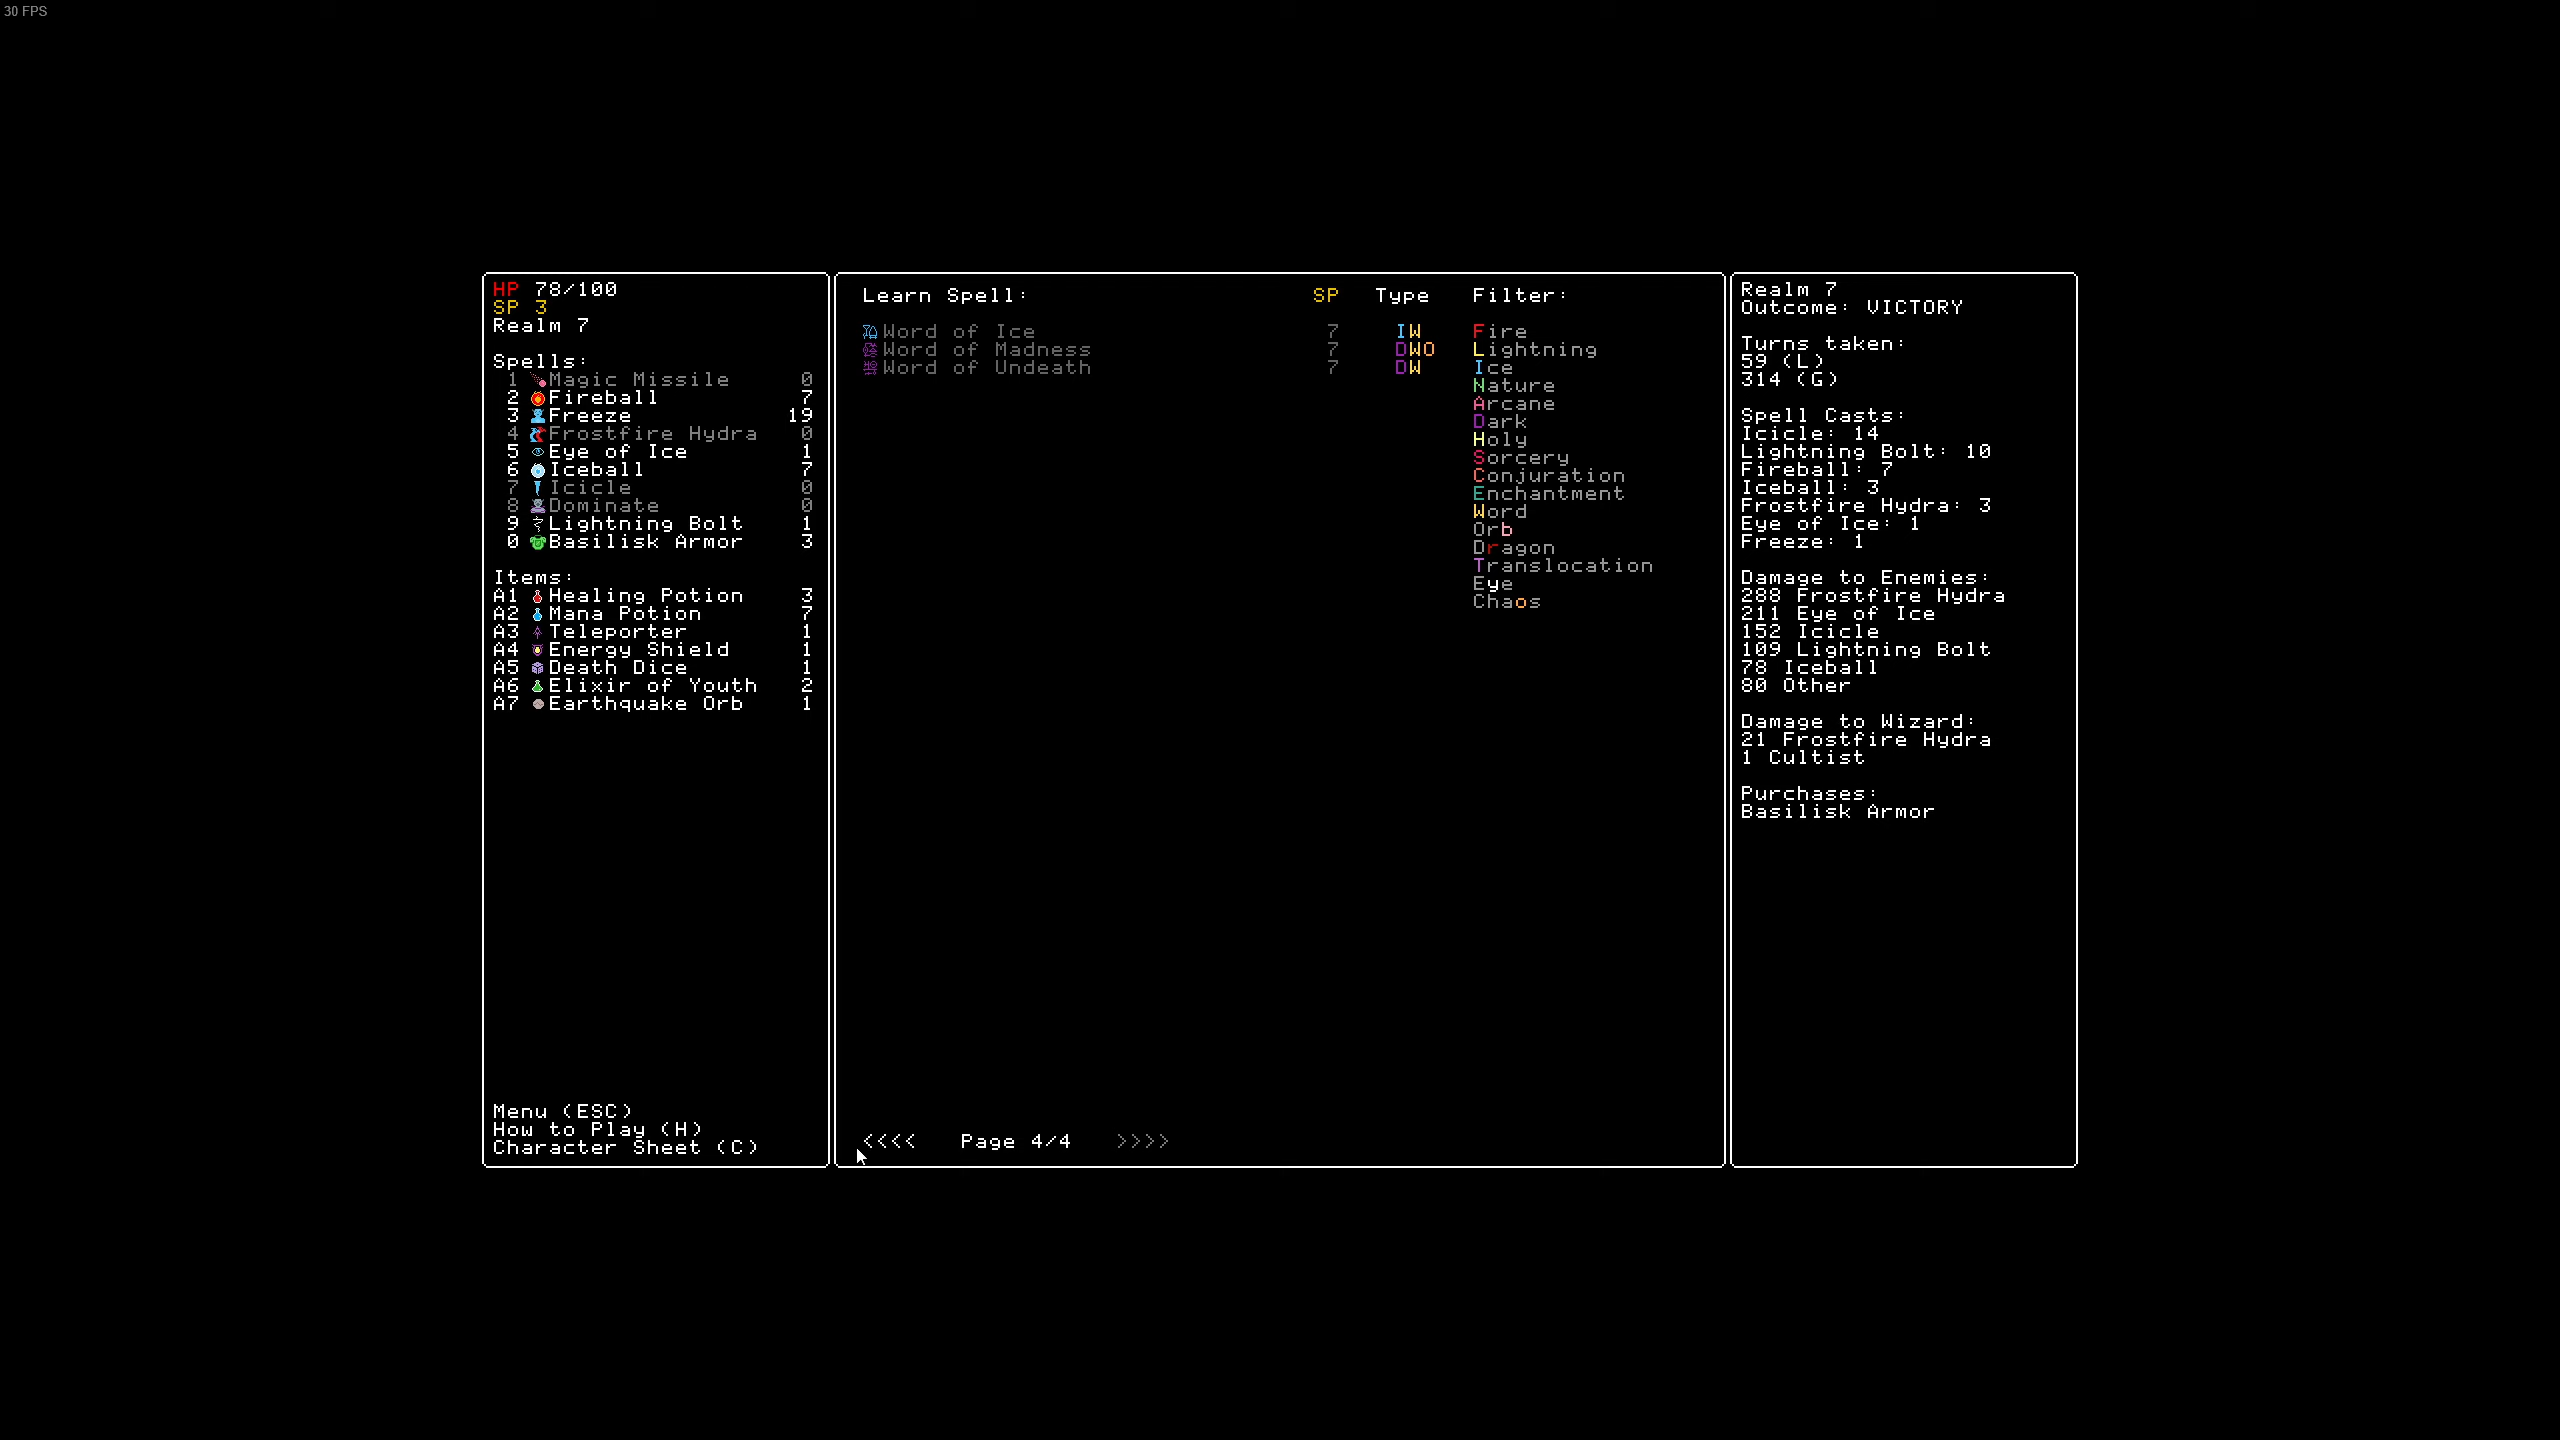 30 FPS
HP 78/100
SP 3
Realm 7
Spells:
1 Magic Missile 0
2 Fireball 7
3 Freeze 19
4 Frostfire Hydra 0
5 Eye of Ice 1
6 Iceball 7
7 Icicle 0
8 Dominate 0
9 Lightning Bolt 1
0 Basilisk Armor 3
Items:
A1 Healing Potion 3
A2 Mana Potion 7
A3 Teleporter 1
A4 Energy Shield 1
A5 Death Dice 1
A6 Elixir of Youth 2
A7 Earthquake Orb 1
Menu (ESC)
How to Play (H)
Character Sheet (C)
Learn Spell: SP Type
Word of Ice 7 IW
Word of Madness 7 DWO
Word of Undeath 7 DW
<<<< Page 4/4 >>>>
Filter:
Fire
Lightning
Ice
Nature
Arcane
Dark
Holy
Sorcery
Conjuration
Enchantment
Word
Orb
Dragon
Translocation
Eye
Chaos
Realm 7
Outcome: VICTORY
Turns taken:
59 (L)
314 (G)
Spell Casts:
Icicle: 14
Lightning Bolt: 10
Fireball: 7
Iceball: 3
Frostfire Hydra: 3
Eye of Ice: 1
Freeze: 1
Damage to Enemies:
288 Frostfire Hydra
211 Eye of Ice
152 Icicle
109 Lightning Bolt
78 Iceball
80 Other
Damage to Wizard:
21 Frostfire Hydra
1 Cultist
Purchases:
Basilisk Armor